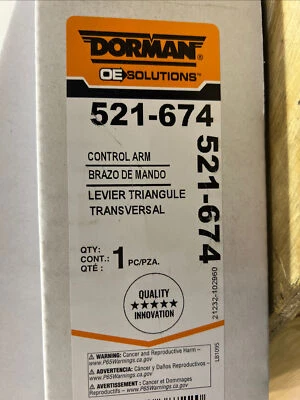 DORMAN®
OE SOLUTIONS™
521-674
CONTROL ARM
BRAZO DE MANDO
LEVIER TRIANGULE
TRANSVERSAL
QTY:
CONT.: 1 PC/PZA.
QTÉ :
QUALITY
★★★★★
INNOVATION
WARNING: Cancer and Reproductive Harm –
www.P65Warnings.ca.gov
ADVERTENCIA: Cáncer y Daños Reproductivos –
www.P65Warnings.ca.gov
AVERTISSEMENT : Cancer et Dommages
Reproductifs – www.P65Warnings.ca.gov
521-674
21232-102960
LB1095